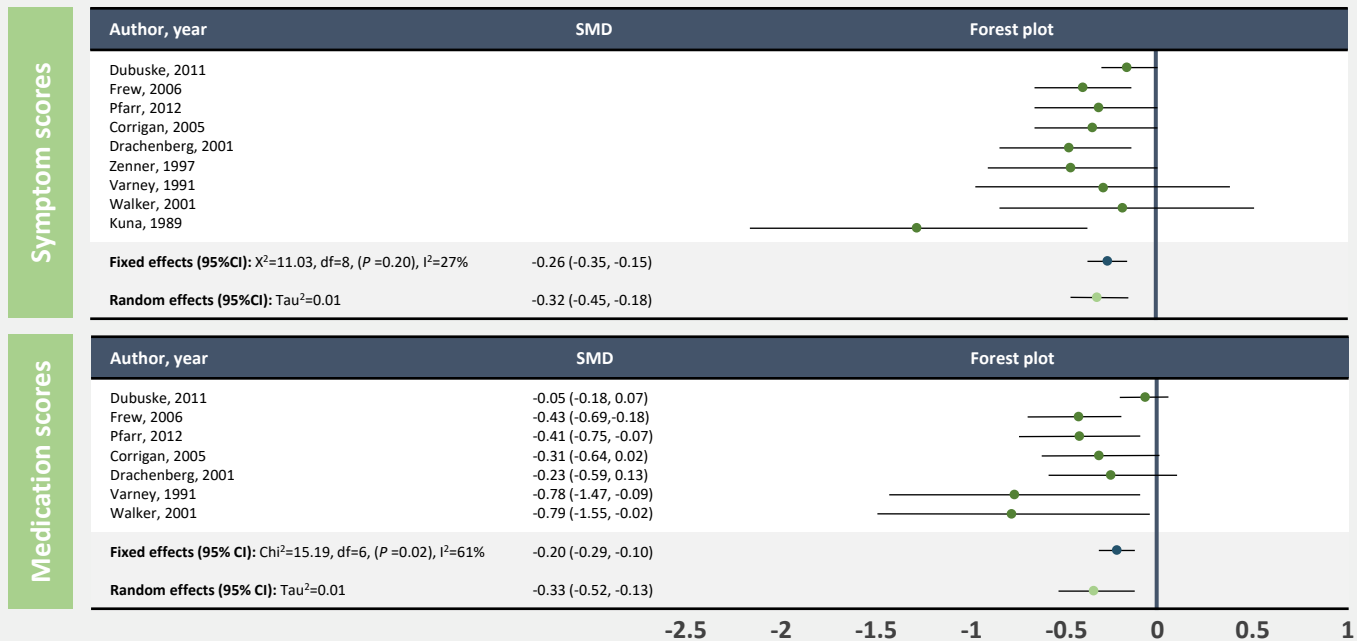 Symptom scores
Author, year SMD Forest plot
Dubuske, 2011
Frew, 2006
Pfarr, 2012
Corrigan, 2005
Drachenberg, 2001
Zenner, 1997
Varney, 1991
Walker, 2001
Kuna, 1989
Fixed effects (95%CI): X²=11.03, df=8, (P =0.20), I²=27% -0.26 (-0.35, -0.15)
Random effects (95%CI): Tau²=0.01 -0.32 (-0.45, -0.18)
Medication scores
Author, year SMD Forest plot
Dubuske, 2011 -0.05 (-0.18, 0.07)
Frew, 2006 -0.43 (-0.69,-0.18)
Pfarr, 2012 -0.41 (-0.75, -0.07)
Corrigan, 2005 -0.31 (-0.64, 0.02)
Drachenberg, 2001 -0.23 (-0.59, 0.13)
Varney, 1991 -0.78 (-1.47, -0.09)
Walker, 2001 -0.79 (-1.55, -0.02)
Fixed effects (95% CI): Chi²=15.19, df=6, (P =0.02), I²=61% -0.20 (-0.29, -0.10)
Random effects (95% CI): Tau²=0.01 -0.33 (-0.52, -0.13)
-2.5 -2 -1.5 -1 -0.5 0 0.5 1